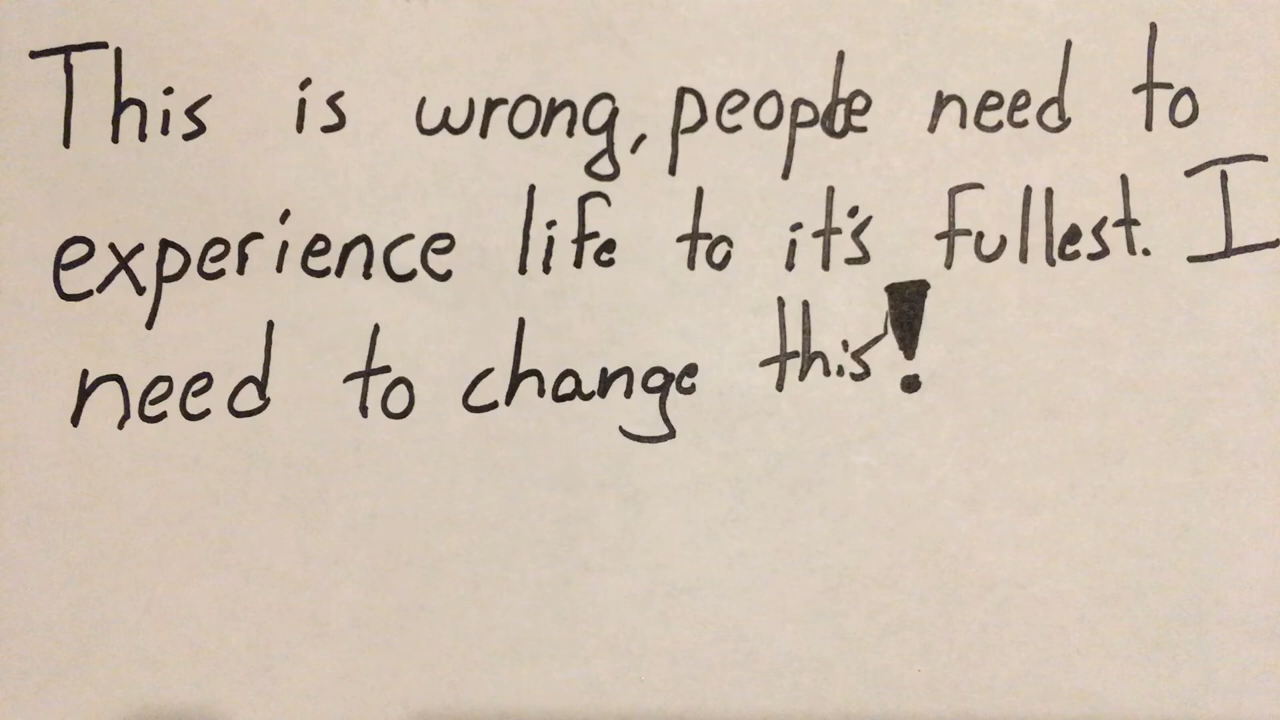 This is wrong, people need to
experience life to it's fullest. I
need to change this!